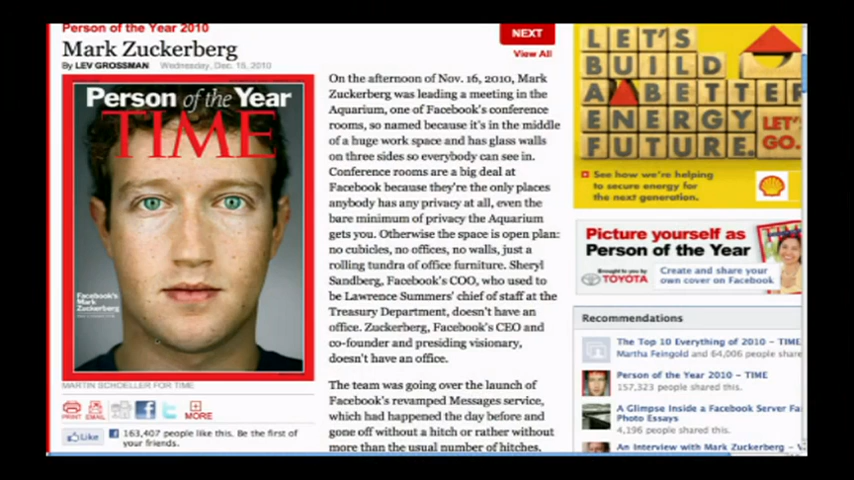 Person of the Year 2010
Mark Zuckerberg
By LEV GROSSMAN Wednesday, Dec. 15, 2010
Person of the Year
TIME
Facebook's
Mark
Zuckerberg
MARTIN SCHOELLER FOR TIME
PRINT
EMAIL
MORE
Like
163,407 people like this. Be the first of
your friends.
NEXT
View All
On the afternoon of Nov. 16, 2010, Mark
Zuckerberg was leading a meeting in the
Aquarium, one of Facebook's conference
rooms, so named because it's in the middle
of a huge work space and has glass walls
on three sides so everybody can see in.
Conference rooms are a big deal at
Facebook because they're the only places
anybody has any privacy at all, even the
bare minimum of privacy the Aquarium
gets you. Otherwise the space is open plan:
no cubicles, no offices, no walls, just a
rolling tundra of office furniture. Sheryl
Sandberg, Facebook's COO, who used to
be Lawrence Summers' chief of staff at the
Treasury Department, doesn't have an
office. Zuckerberg, Facebook's CEO and
co-founder and presiding visionary,
doesn't have an office.
The team was going over the launch of
Facebook's revamped Messages service,
which had happened the day before and
gone off without a hitch or rather without
more than the usual number of hitches.
LET'S
BUILD
A BETTER
ENERGY
FUTURE.
LET'S
GO.
See how we're helping
to secure energy for
the next generation.
Picture yourself as
Person of the Year
Brought to you by
TOYOTA
Create and share your
own cover on Facebook
Recommendations
The Top 10 Everything of 2010 - TIME
Martha Feingold and 64,006 people share
Person of the Year 2010 - TIME
157,323 people shared this.
A Glimpse Inside a Facebook Server Fa
Photo Essays
4,196 people shared this.
An Interview with Mark Zuckerberg - V